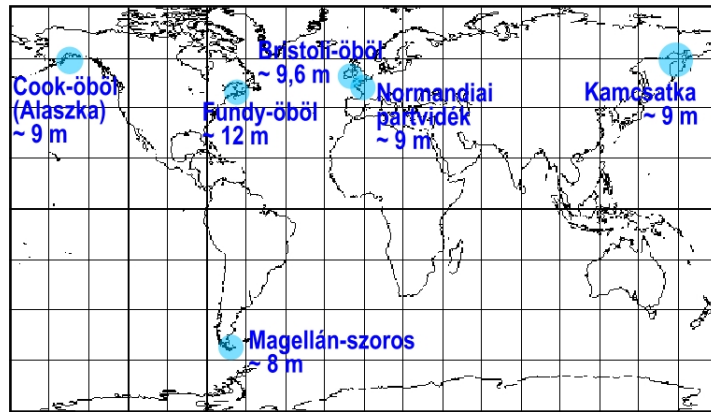 Cook-öböl
(Alaszka)
~ 9 m
Fundy-öböl
~ 12 m
Bristoli-öböl
~ 9,6 m
Normandiai
partvidék
~ 9 m
Kamcsatka
~ 9 m
Magellán-szoros
~ 8 m